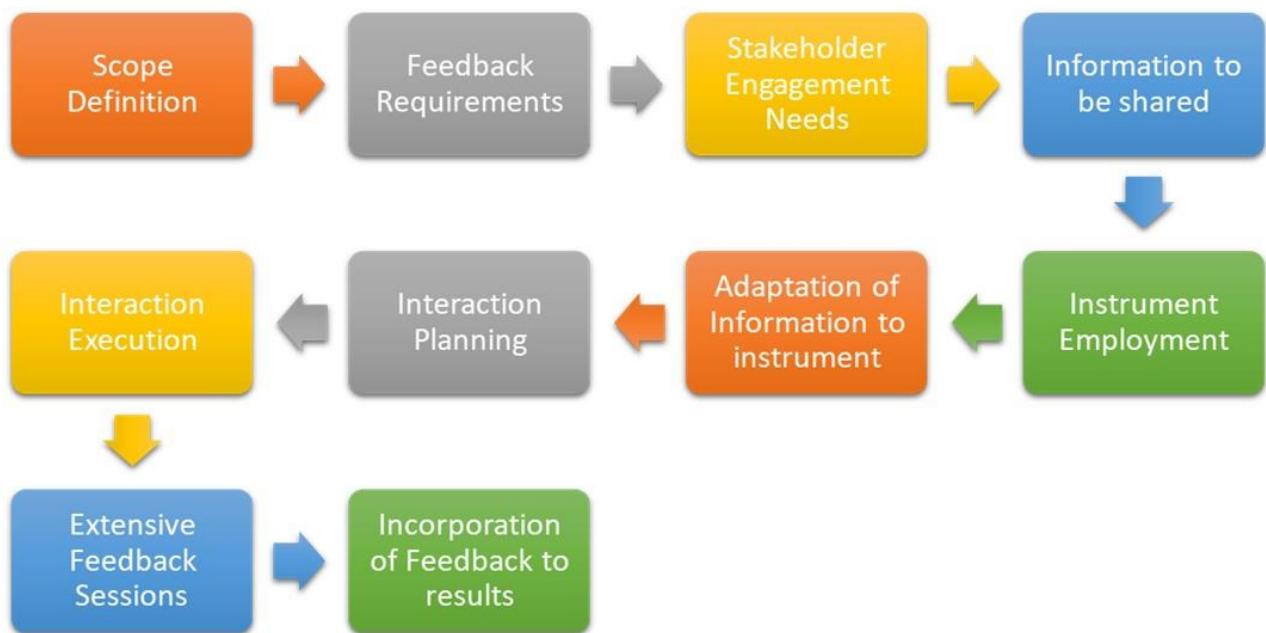 Scope
Definition
Feedback
Requirements
Stakeholder
Engagement
Needs
Information to
be shared
Instrument
Employment
Adaptation of
Information to
instrument
Interaction
Planning
Interaction
Execution
Extensive
Feedback
Sessions
Incorporation
of Feedback to
results